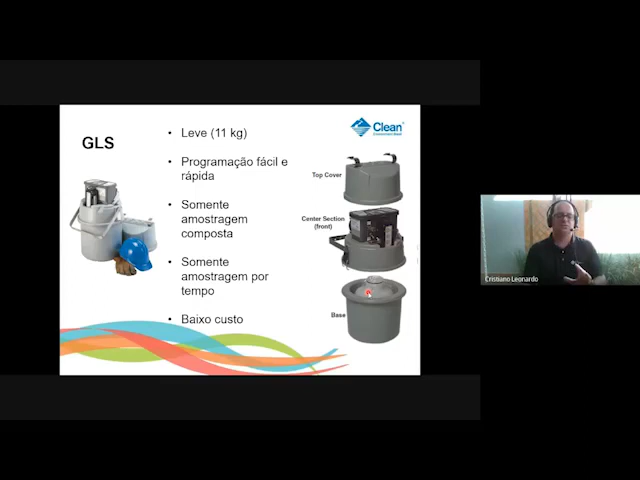 GLS
• Leve (11 kg)
• Programação fácil e
rápida
• Somente
amostragem
composta
• Somente
amostragem por
tempo
• Baixo custo
Clean
Top Cover
Center Section
(front)
Base
Cristiano Leonardo